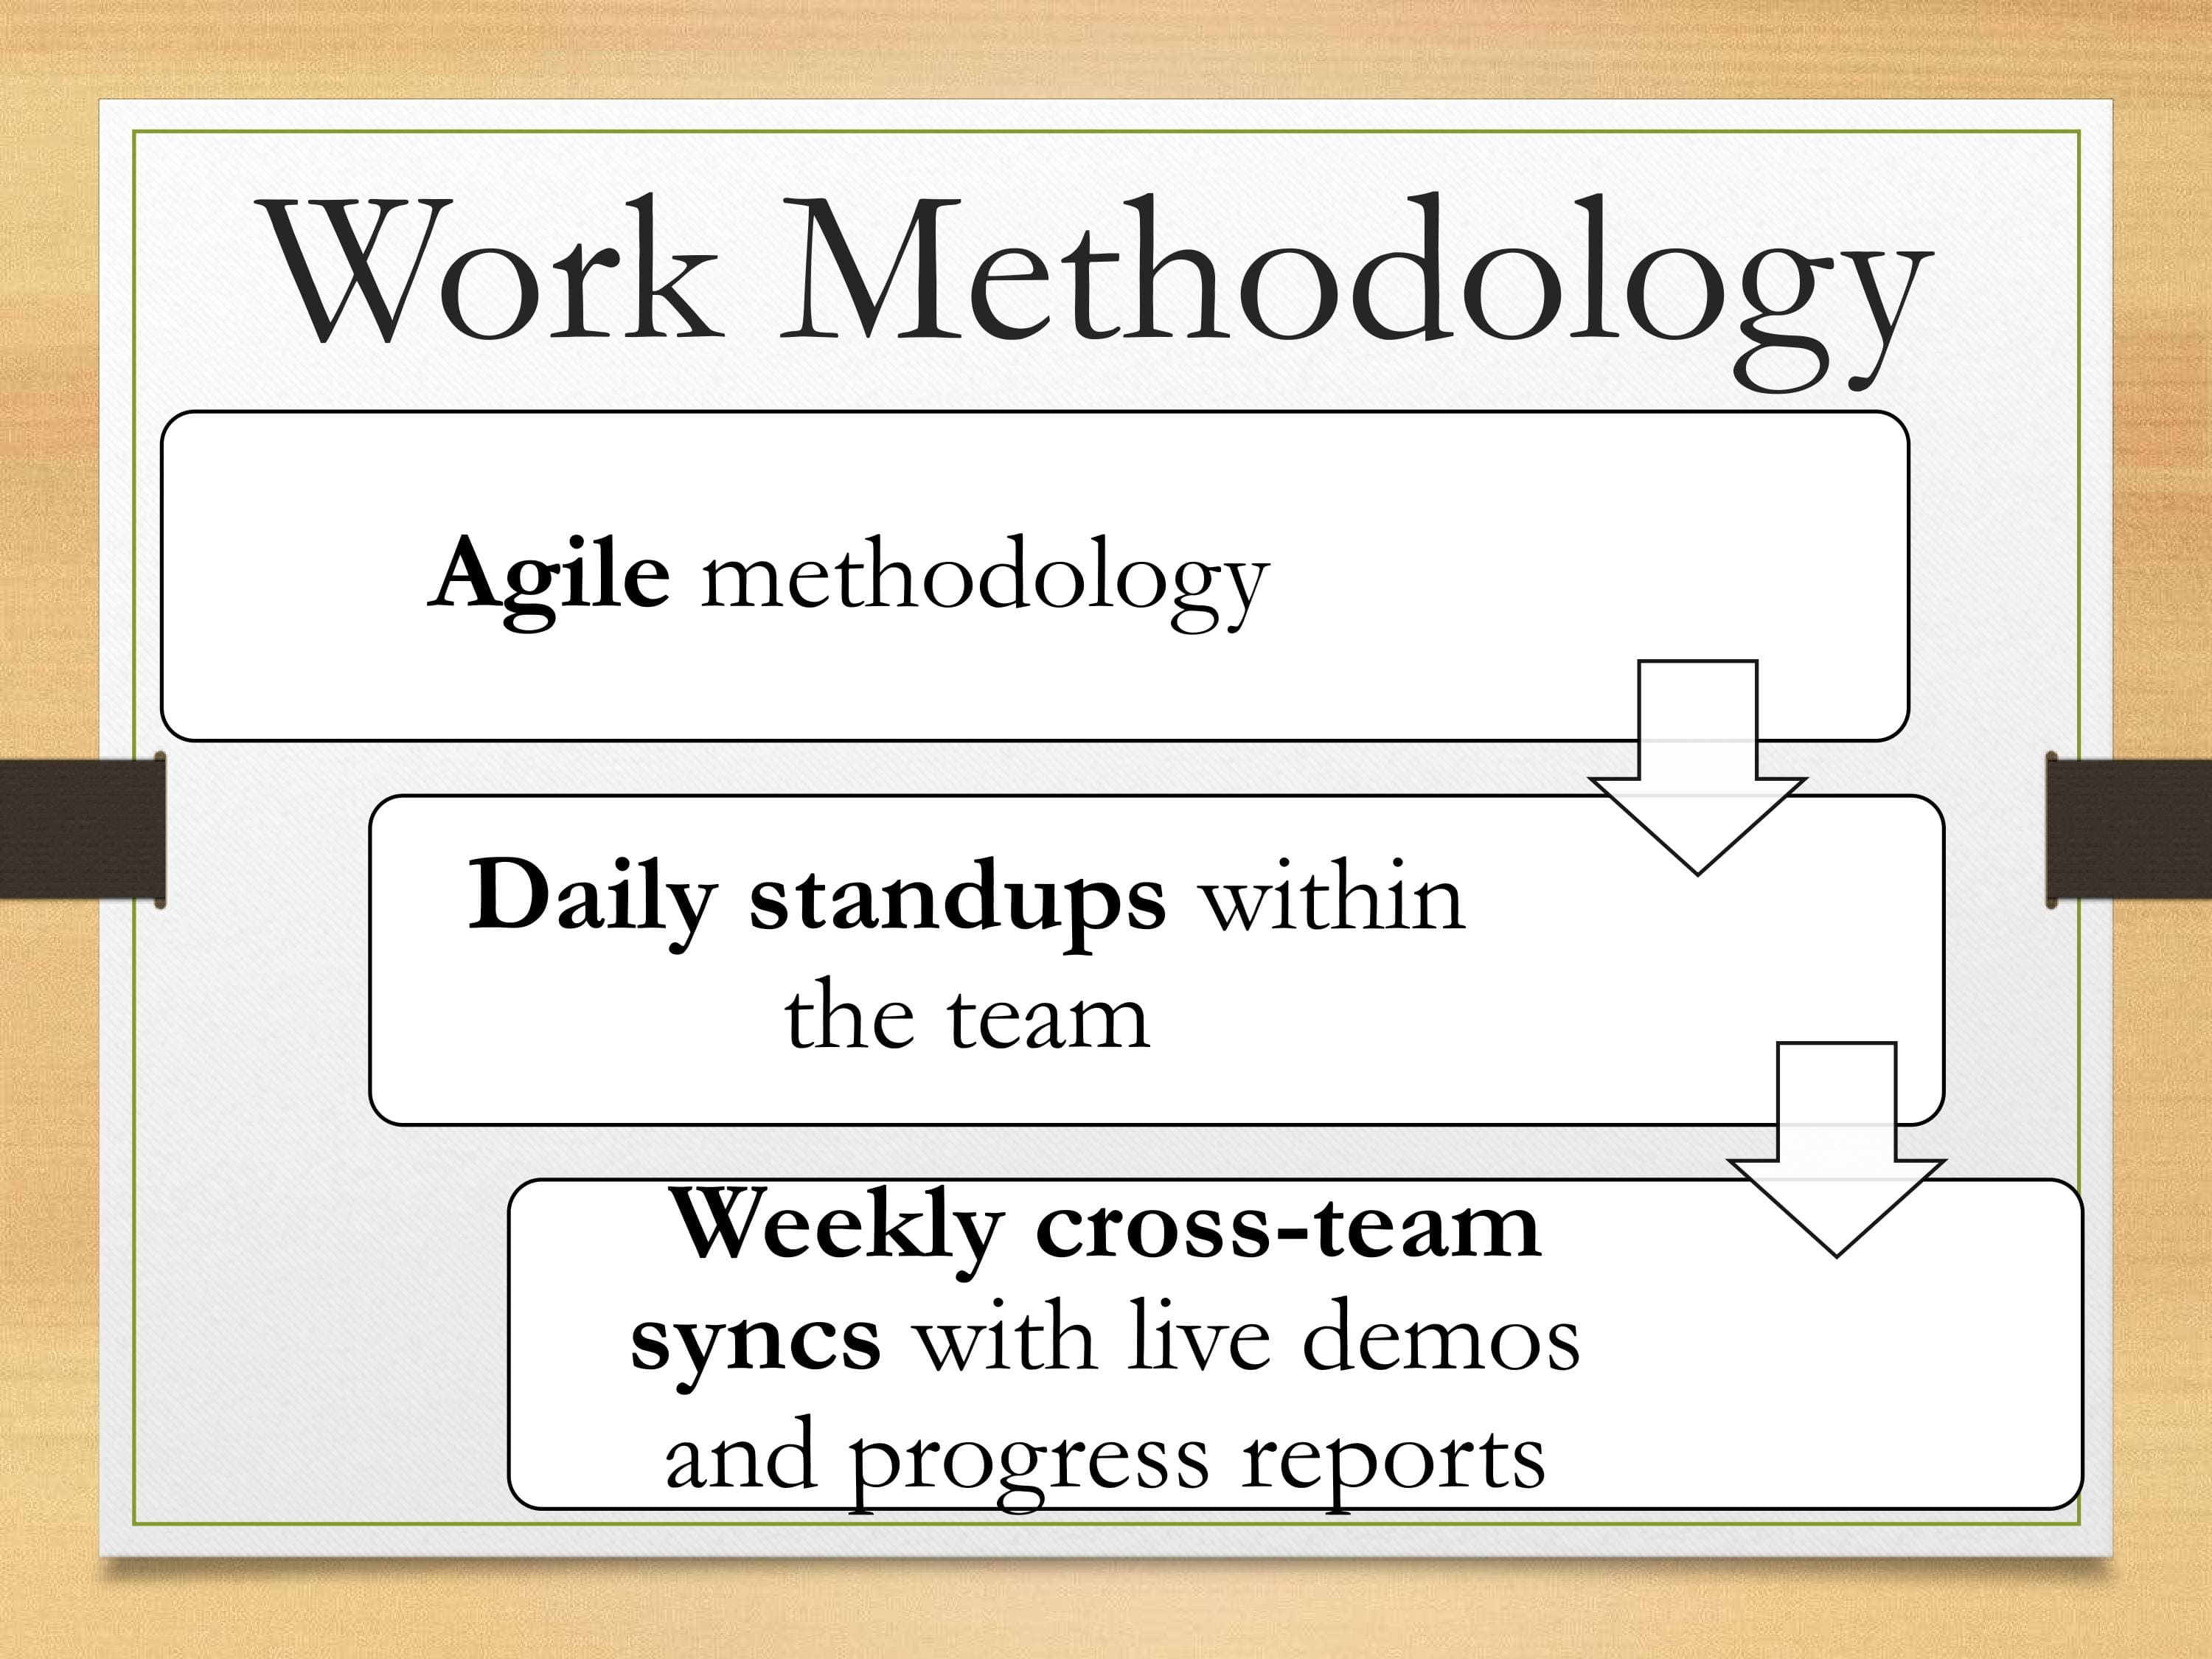 Work Methodology
Agile methodology
Daily standups within
the team
Weekly cross-team
syncs with live demos
and progress reports